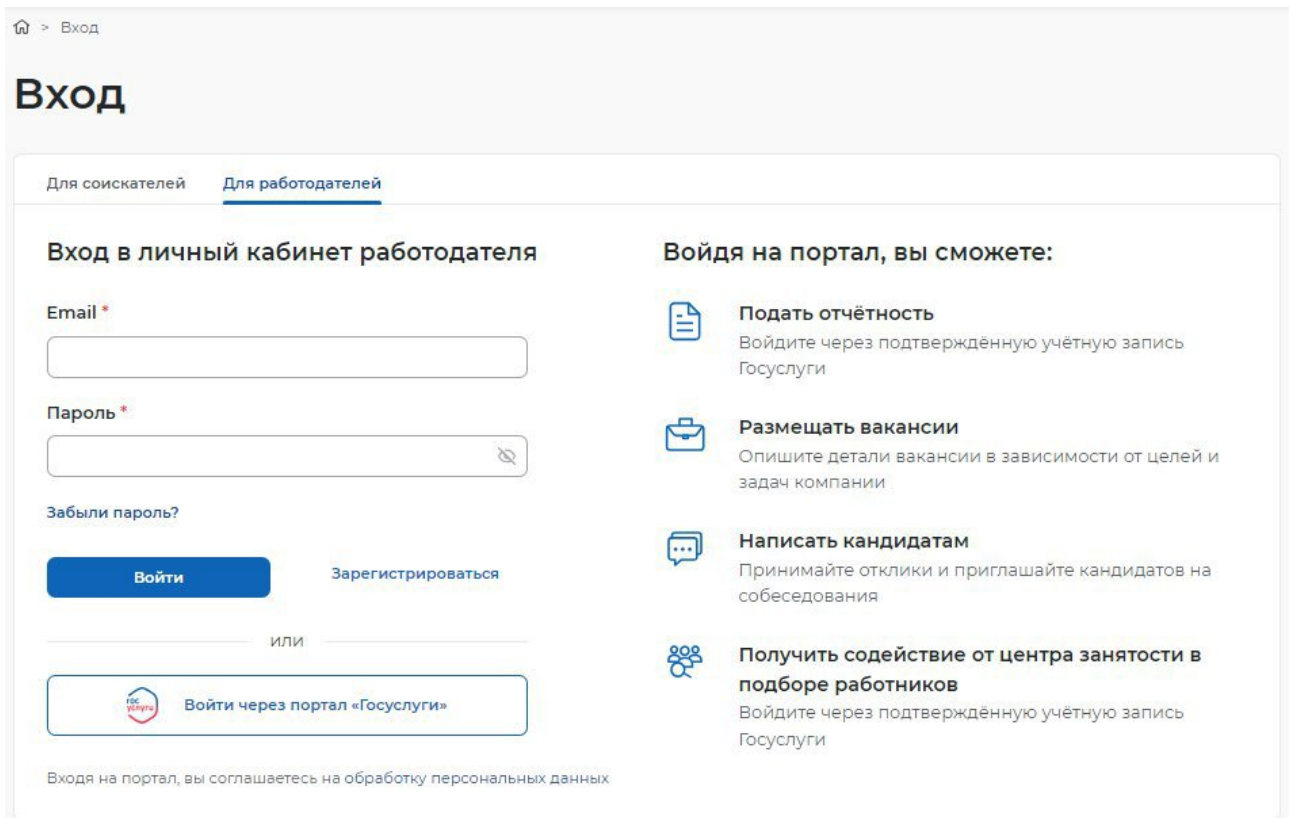 > Вход
Вход
Для соискателей Для работодателей
Вход в личный кабинет работодателя
Email *
Пароль *
Забыли пароль?
Войти Зарегистрироваться
или
гос
услуги
Войти через портал «Госуслуги»
Входя на портал, вы соглашаетесь на обработку персональных данных
Войдя на портал, вы сможете:
Подать отчётность
Войдите через подтверждённую учётную запись
Госуслуги
Размещать вакансии
Опишите детали вакансии в зависимости от целей и
задач компании
Написать кандидатам
Принимайте отклики и приглашайте кандидатов на
собеседования
Получить содействие от центра занятости в
подборе работников
Войдите через подтверждённую учётную запись
Госуслуги